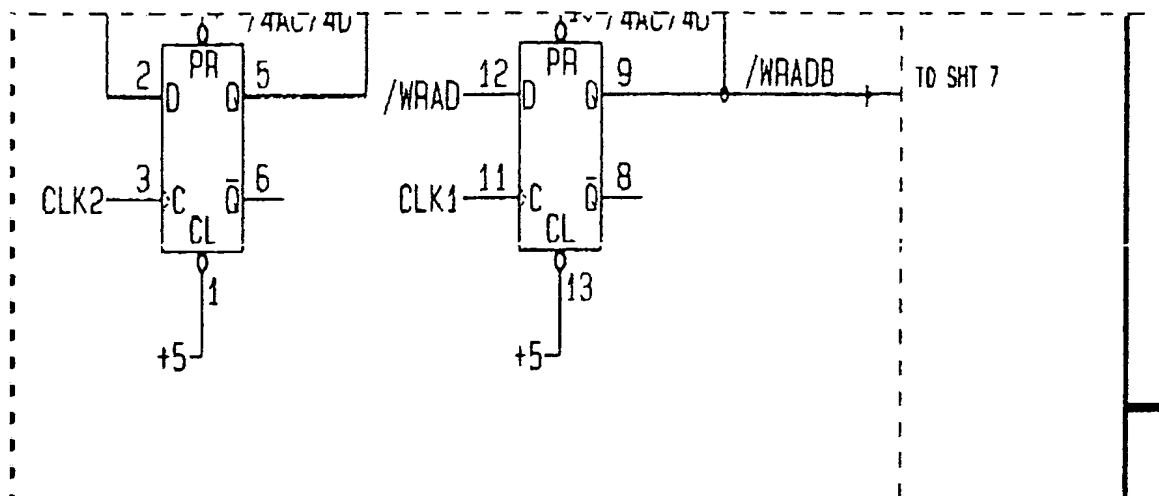 74AC74D
74AC74D
PR
PR
2
5
12
9
/WRADB
TO SHT 7
D
Q
/WRAD
D
Q
3
6
11
8
CLK2
C
Q̅
CLK1
C
Q̅
CL
CL
1
13
+5
+5